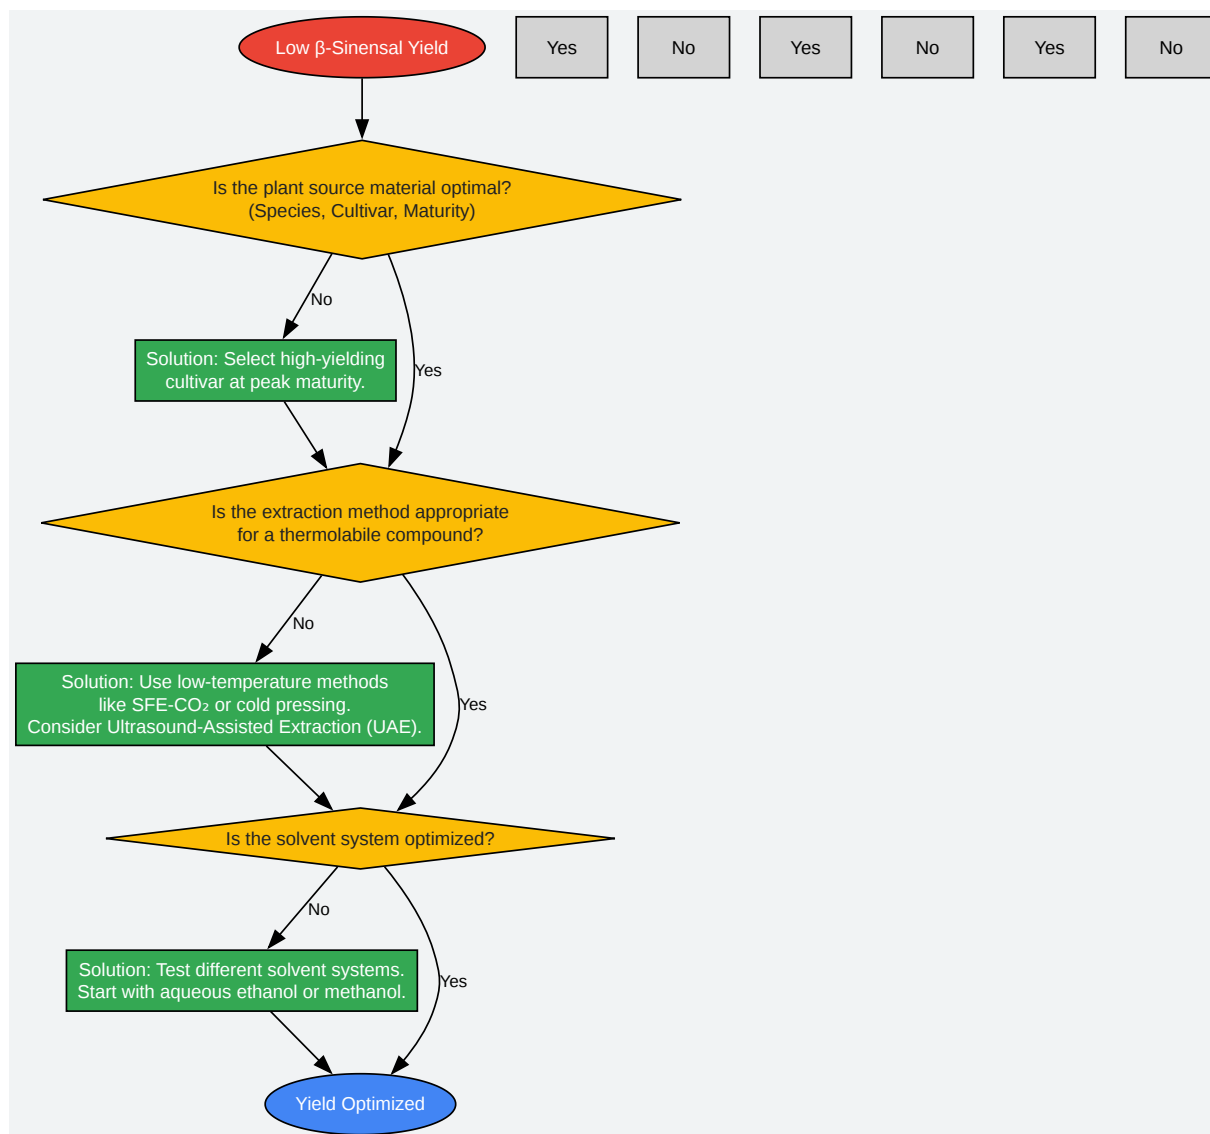 Low β-Sinensal Yield
Yes
No
Yes
No
Yes
No
Is the plant source material optimal?
(Species, Cultivar, Maturity)
No
Solution: Select high-yielding
cultivar at peak maturity.
Yes
Is the extraction method appropriate
for a thermolabile compound?
No
Solution: Use low-temperature methods
like SFE-CO₂ or cold pressing.
Consider Ultrasound-Assisted Extraction (UAE).
Yes
Is the solvent system optimized?
No
Solution: Test different solvent systems.
Start with aqueous ethanol or methanol.
Yes
Yield Optimized